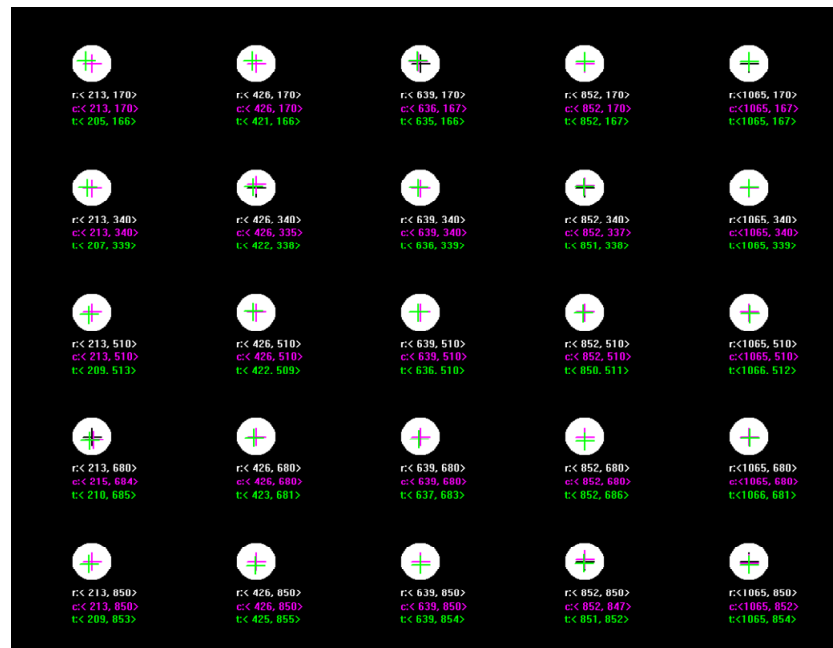 r:< 213, 170> r:< 426, 170> r:< 639, 170> r:< 852, 170> r:<1065, 170>
c:< 213, 170> c:< 426, 170> c:< 636, 167> c:< 852, 170> c:<1065, 167>
t:< 205, 166> t:< 421, 166> t:< 635, 166> t:< 852, 167> t:<1065, 167>
r:< 213, 340> r:< 426, 340> r:< 639, 340> r:< 852, 340> r:<1065, 340>
c:< 213, 340> c:< 426, 335> c:< 639, 340> c:< 852, 337> c:<1065, 340>
t:< 207, 339> t:< 422, 338> t:< 636, 339> t:< 851, 338> t:<1065, 339>
r:< 213, 510> r:< 426, 510> r:< 639, 510> r:< 852, 510> r:<1065, 510>
c:< 213, 510> c:< 426, 510> c:< 639, 510> c:< 852, 510> c:<1065, 510>
t:< 209, 513> t:< 422, 509> t:< 636, 510> t:< 850, 511> t:<1066, 512>
r:< 213, 680> r:< 426, 680> r:< 639, 680> r:< 852, 680> r:<1065, 680>
c:< 215, 684> c:< 426, 680> c:< 639, 680> c:< 852, 680> c:<1065, 680>
t:< 210, 685> t:< 423, 681> t:< 637, 683> t:< 852, 686> t:<1066, 681>
r:< 213, 850> r:< 426, 850> r:< 639, 850> r:< 852, 850> r:<1065, 850>
c:< 213, 850> c:< 426, 850> c:< 639, 850> c:< 852, 847> c:<1065, 852>
t:< 209, 853> t:< 425, 855> t:< 639, 854> t:< 851, 852> t:<1065, 854>